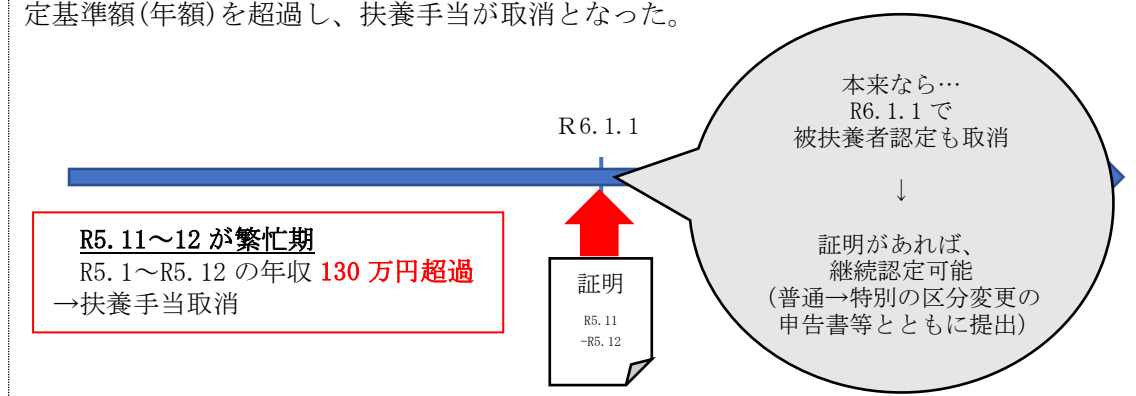 定基準額(年額)を超過し、扶養手当が取消となった。
R6.1.1
本来なら…
R6.1.1 で
被扶養者認定も取消
↓
証明があれば、
継続認定可能
(普通→特別の区分変更の
申告書等とともに提出)
R5.11～12 が繁忙期
R5.1～R5.12 の年収 130 万円超過
→扶養手当取消
証明
R5.11
-R5.12